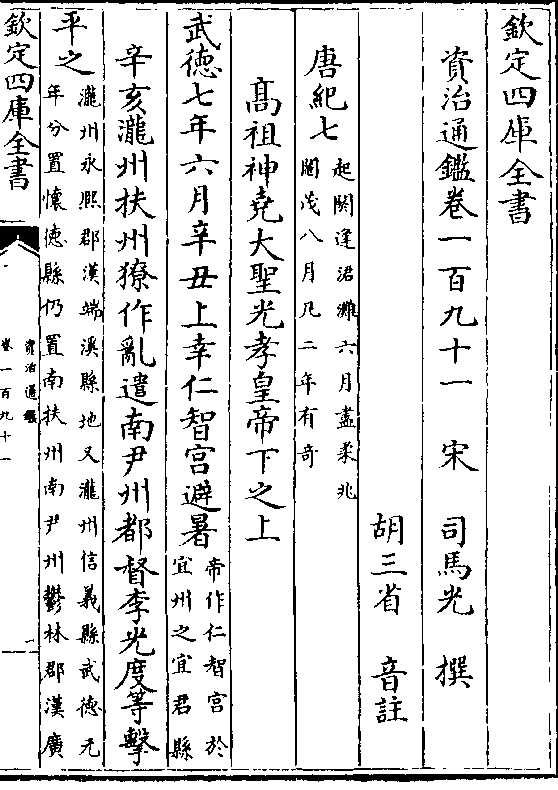 欽定四庫全書
資治通鑑卷一百九十一 宋 司馬光 撰
胡三省 音註
唐紀七
起閼逢涒灘六月盡柔兆
閹茂八月凡二年有奇
髙祖神堯大聖光孝皇帝下之上
武徳七年六月辛丑上幸仁智宫避暑
帝作仁智宫於
宜州之宜君縣
辛亥瀧州扶州獠作亂遣南尹州都督李光度等擊
平之
瀧州永熙郡漢端溪縣地又瀧州信義縣武徳元
年分置懐徳縣仍置南扶州南尹州鬱林郡漢廣
欽定四庫全書
資治通鑑
卷一百九十一
一